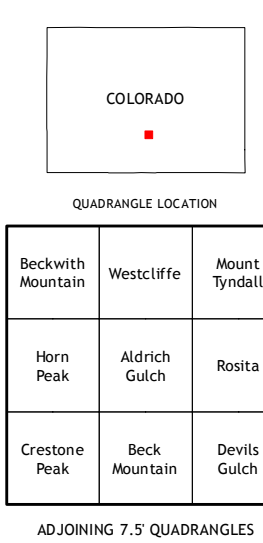 COLORADO
QUADRANGLE LOCATION
Beckwith
Mountain
Westcliffe
Mount
Tyndall
Horn
Peak
Aldrich
Gulch
Rosita
Crestone
Peak
Beck
Mountain
Devils
Gulch
ADJOINING 7.5' QUADRANGLES